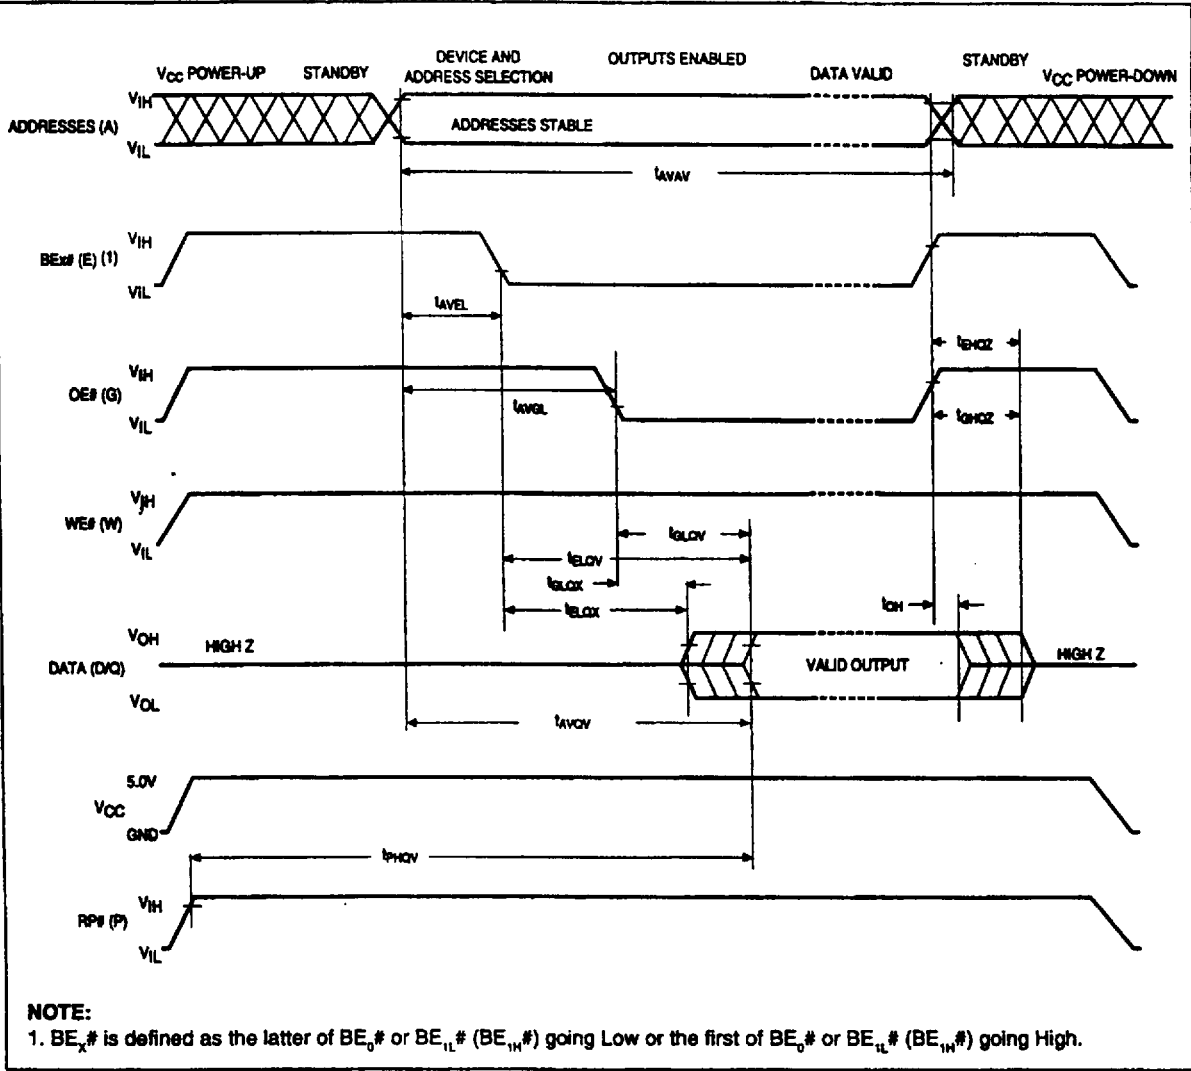 VCC POWER-UP STANDBY DEVICE AND ADDRESS SELECTION OUTPUTS ENABLED DATA VALID STANDBY VCC POWER-DOWN
VIH
ADDRESSES (A) ADDRESSES STABLE
VIL
tAVAV
VIH
BEx# (E) (1)
ViL
tAVEL
tEHQZ
VIH
OE# (G)
tAVGL tGHQZ
VIL
VIH
WE# (W)
VIL
tGLQV
tELQV
tGLQX
tELQX tOH
VOH HIGH Z
DATA (D/Q) VALID OUTPUT HIGH Z
VOL
tAVQV
5.0V
VCC
GND
tPHQV
VIH
RP# (P)
VIL
NOTE:
1. BEX# is defined as the latter of BE0# or BE1L# (BE1H#) going Low or the first of BE0# or BE1L# (BE1H#) going High.